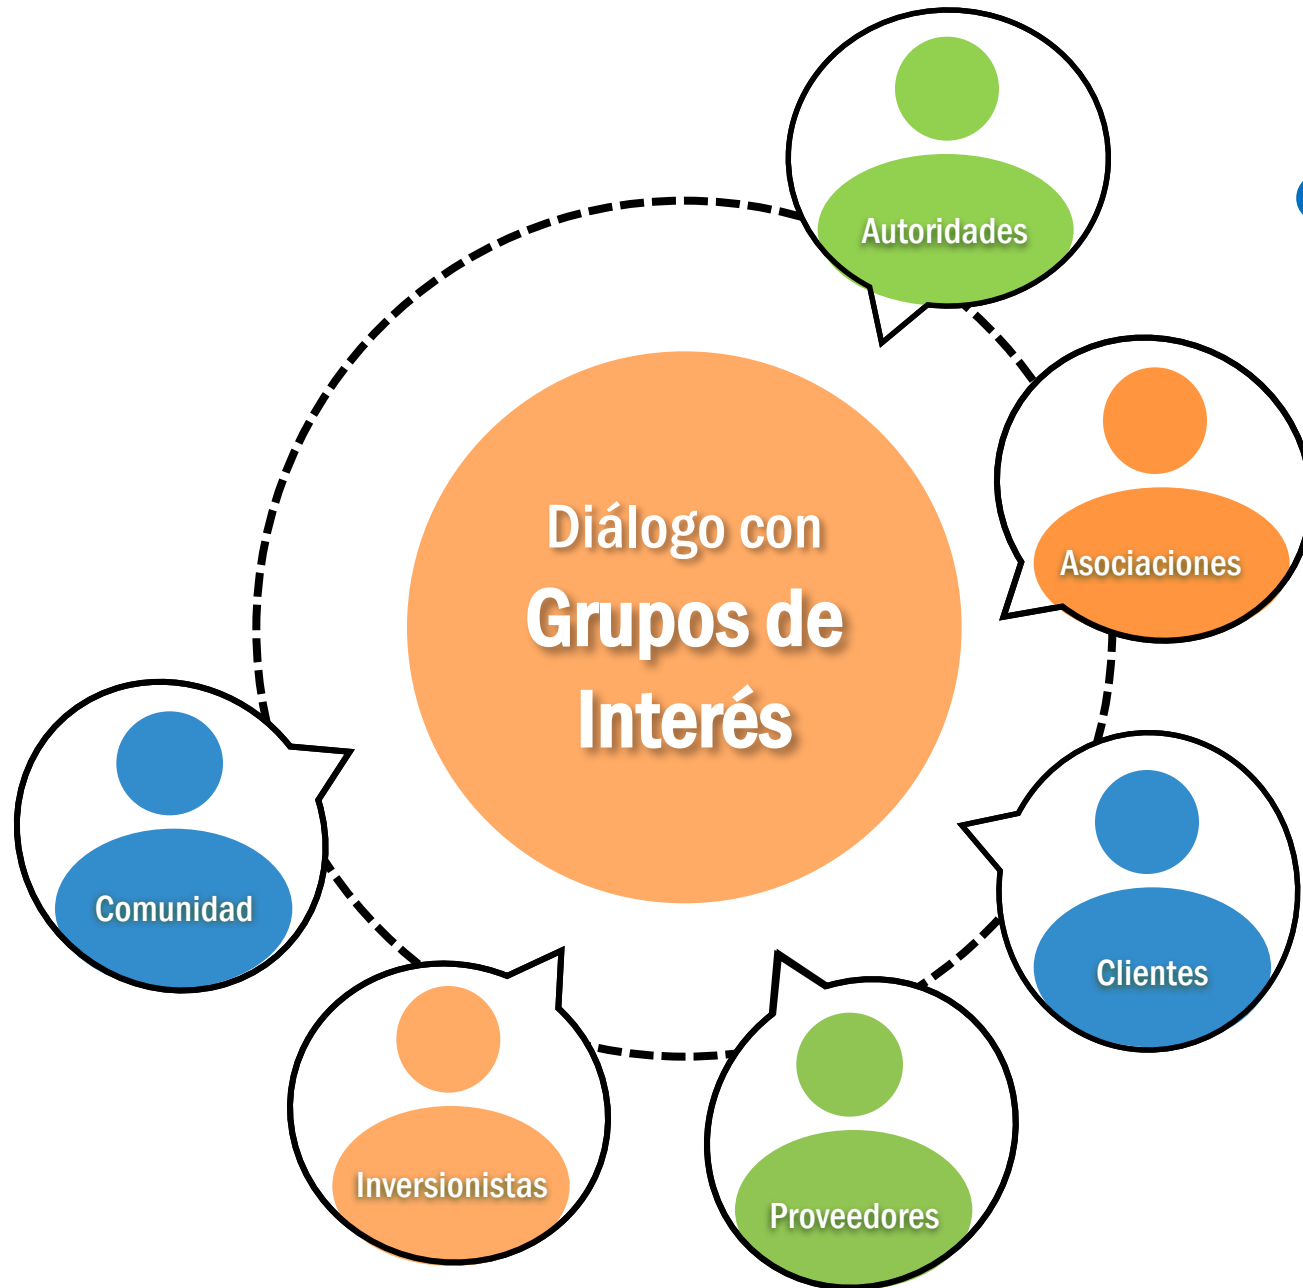 Autoridades
Asociaciones
Diálogo con
Grupos de
Interés
Comunidad
Clientes
Inversionistas
Proveedores